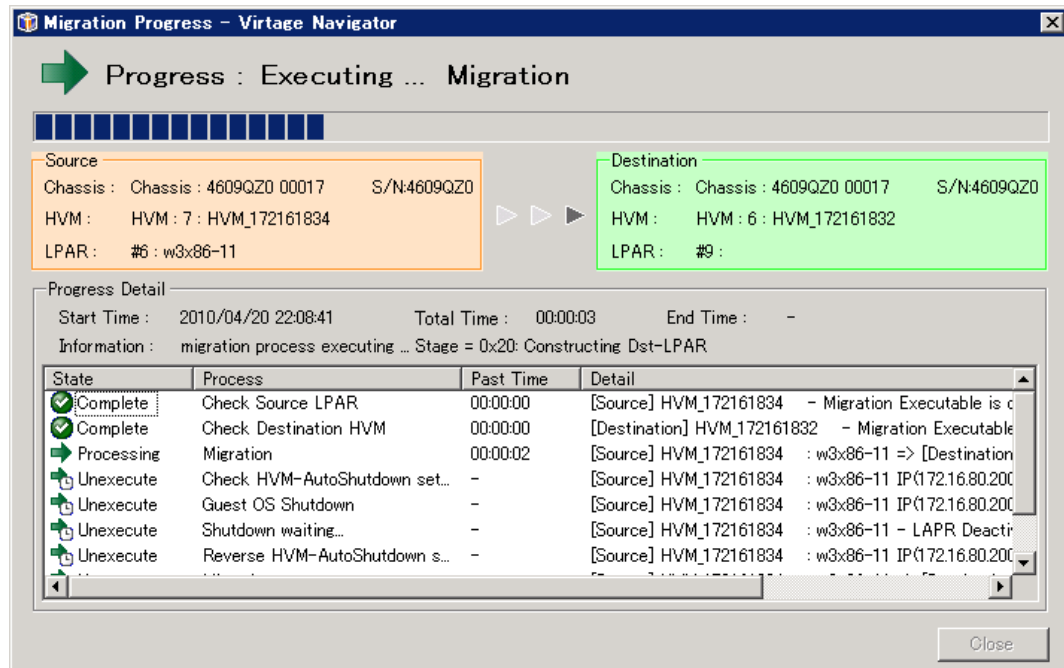 Migration Progress - Virtage Navigator
Progress : Executing ... Migration
Source
Chassis : Chassis : 4609QZ0 00017 S/N:4609QZ0
HVM : HVM : 7 : HVM_172161834
LPAR : #6 : w3x86-11
Destination
Chassis : Chassis : 4609QZ0 00017 S/N:4609QZ0
HVM : HVM : 6 : HVM_172161832
LPAR : #9 :
Progress Detail
Start Time : 2010/04/20 22:08:41 Total Time : 00:00:03 End Time : -
Information : migration process executing ... Stage = 0x20: Constructing Dst-LPAR
State Process Past Time Detail
Complete Check Source LPAR 00:00:00 [Source] HVM_172161834 - Migration Executable is
Complete Check Destination HVM 00:00:00 [Destination] HVM_172161832 - Migration Executable
Processing Migration 00:00:02 [Source] HVM_172161834 : w3x86-11 => [Destination
Unexecute Check HVM-AutoShutdown set... - [Source] HVM_172161834 : w3x86-11 IP(172.16.80.200
Unexecute Guest OS Shutdown - [Source] HVM_172161834 : w3x86-11 IP(172.16.80.200
Unexecute Shutdown waiting... - [Source] HVM_172161834 : w3x86-11 - LAPR Deacti
Unexecute Reverse HVM-AutoShutdown s... - [Source] HVM_172161834 : w3x86-11 IP(172.16.80.200
Close